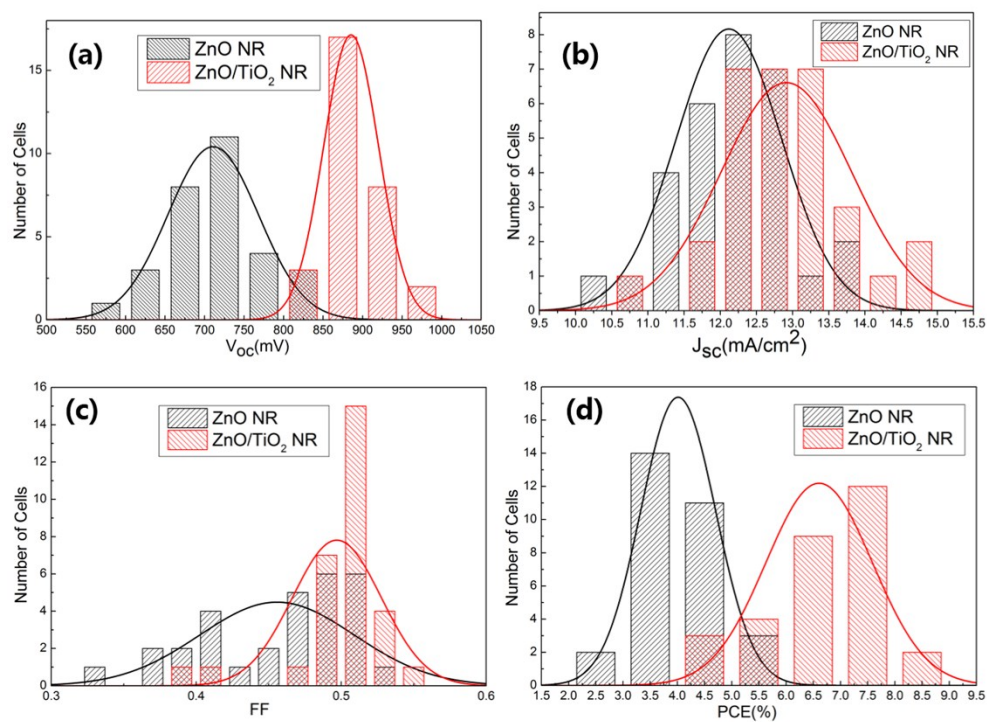 (a)
ZnO NR
ZnO/TiO₂ NR
Number of Cells
15
10
5
0
500 550 600 650 700 750 800 850 900 950 1000 1050
V_OC(mV)
(b)
ZnO NR
ZnO/TiO₂ NR
Number of Cells
8
7
6
5
4
3
2
1
0
9.5 10.0 10.5 11.0 11.5 12.0 12.5 13.0 13.5 14.0 14.5 15.0 15.5
J_SC(mA/cm²)
(c)
ZnO NR
ZnO/TiO₂ NR
Number of Cells
16
14
12
10
8
6
4
2
0
0.3 0.4 0.5 0.6
FF
(d)
ZnO NR
ZnO/TiO₂ NR
Number of Cells
18
16
14
12
10
8
6
4
2
0
1.5 2.0 2.5 3.0 3.5 4.0 4.5 5.0 5.5 6.0 6.5 7.0 7.5 8.0 8.5 9.0 9.5
PCE(%)